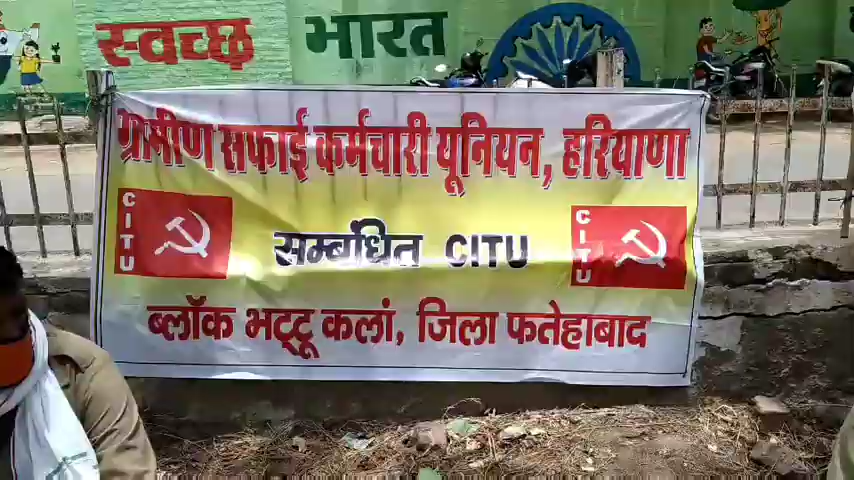 स्वच्छ भारत
ग्रामीण सफाई कर्मचारी यूनियन, हरियाणा
CITU
सम्बंधित CITU
CITU
ब्लॉक भट्टू कलां, जिला फतेहाबाद